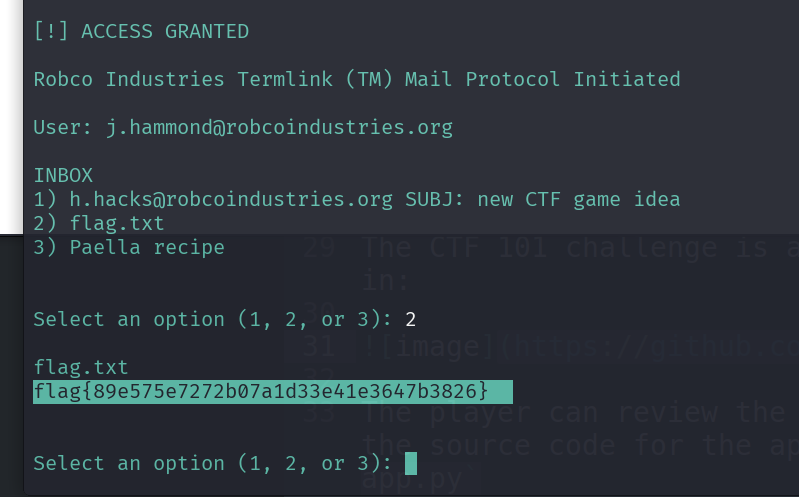 [!] ACCESS GRANTED
Robco Industries Termlink (TM) Mail Protocol Initiated
User: j.hammond@robcoindustries.org
INBOX
1) h.hacks@robcoindustries.org SUBJ: new CTF game idea
2) flag.txt
3) Paella recipe
29 The CTF 101 challenge is a
in:
30
Select an option (1, 2, or 3): 2
31 ![image](https://github.co
32
flag.txt
flag{89e575e7272b07a1d33e41e3647b3826}
33 The player can review the
the source code for the ap
Select an option (1, 2, or 3):
app.py`